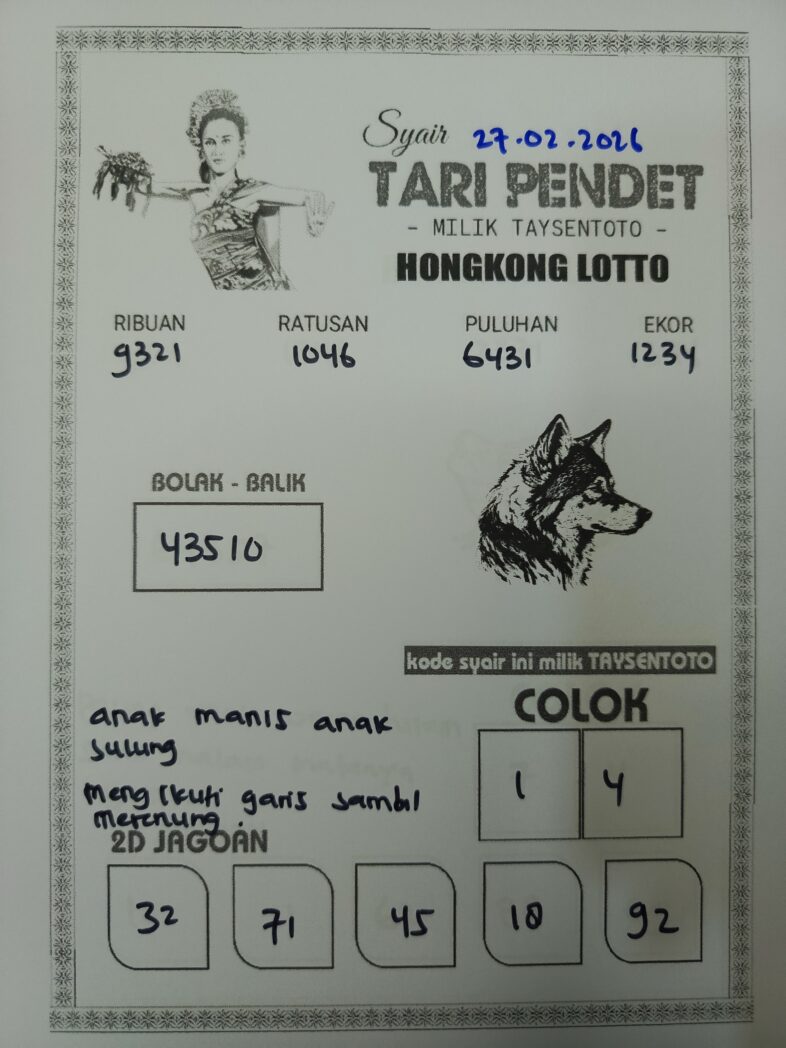 Syair 27.02.2026
TARI PENDET
- MILIK TAYSENTOTO -
HONGKONG LOTTO
RIBUAN RATUSAN PULUHAN EKOR
9321 1046 6431 1234
BOLAK - BALIK
43510
kode syair ini milik TAYSENTOTO
COLOK
1 4
anak manis anak
sulung
mengikuti garis sambil
merenung.
2D JAGOAN
32 71 45 10 92